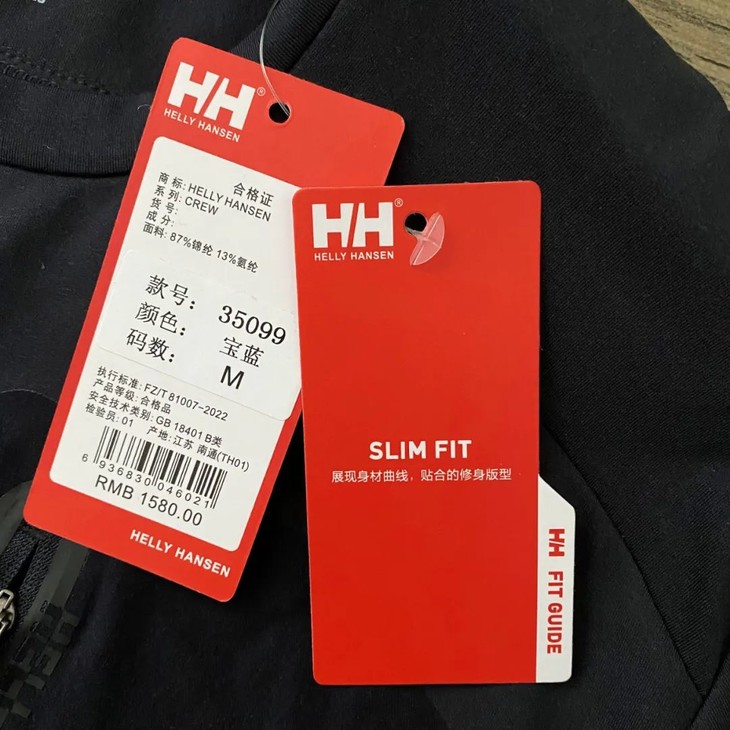 HH®
HELLY HANSEN
合格证
商 标: HELLY HANSEN
系 列: CREW
货 号:
成 分:
面料: 87%锦纶 13%氨纶
款号: 35099
颜色: 宝蓝
码数: M
执行标准: FZ/T 81007-2022
产品等级: 合格品
安全技术类别: GB 18401 B类
检验员: 01 产地: 江苏 南通(TH01)
6 936830 046021
RMB 1580.00
HELLY HANSEN
HH®
HELLY HANSEN
SLIM FIT
展现身材曲线，贴合的修身版型
HH FIT GUIDE